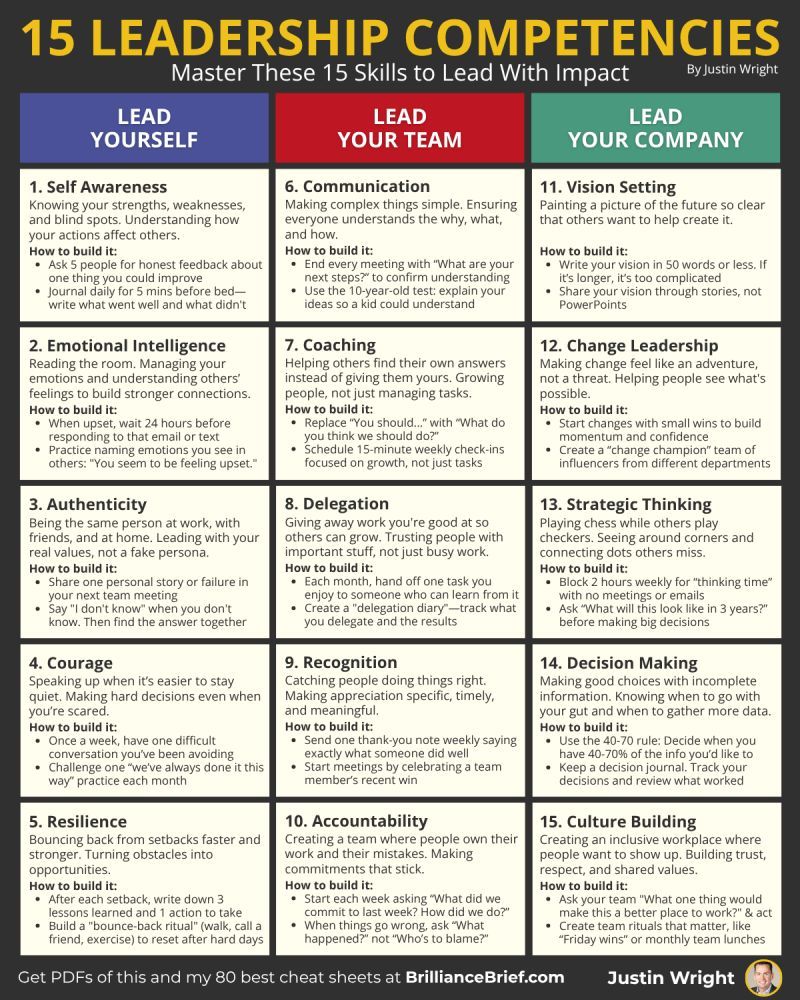 15 LEADERSHIP COMPETENCIES
Master These 15 Skills to Lead With Impact
By Justin Wright
LEAD
YOURSELF
1. Self Awareness
Knowing your strengths, weaknesses,
and blind spots. Understanding how
your actions affect others.
How to build it:
• Ask 5 people for honest feedback about
one thing you could improve
• Journal daily for 5 mins before bed—
write what went well and what didn't
2. Emotional Intelligence
Reading the room. Managing your
emotions and understanding others’
feelings to build stronger connections.
How to build it:
• When upset, wait 24 hours before
responding to that email or text
• Practice naming emotions you see in
others: "You seem to be feeling upset."
3. Authenticity
Being the same person at work, with
friends, and at home. Leading with your
real values, not a fake persona.
How to build it:
• Share one personal story or failure in
your next team meeting
• Say "I don't know" when you don't
know. Then find the answer together
4. Courage
Speaking up when it’s easier to stay
quiet. Making hard decisions even when
you’re scared.
How to build it:
• Once a week, have one difficult
conversation you’ve been avoiding
• Challenge one “we’ve always done it this
way” practice each month
5. Resilience
Bouncing back from setbacks faster and
stronger. Turning obstacles into
opportunities.
How to build it:
• After each setback, write down 3
lessons learned and 1 action to take
• Build a "bounce-back ritual" (walk, call a
friend, exercise) to reset after hard days
LEAD
YOUR TEAM
6. Communication
Making complex things simple. Ensuring
everyone understands the why, what,
and how.
How to build it:
• End every meeting with “What are your
next steps?” to confirm understanding
• Use the 10-year-old test: explain your
ideas so a kid could understand
7. Coaching
Helping others find their own answers
instead of giving them yours. Growing
people, not just managing tasks.
How to build it:
• Replace “You should...” with “What do
you think we should do?”
• Schedule 15-minute weekly check-ins
focused on growth, not just tasks
8. Delegation
Giving away work you're good at so
others can grow. Trusting people with
important stuff, not just busy work.
How to build it:
• Each month, hand off one task you
enjoy to someone who can learn from it
• Create a "delegation diary"—track what
you delegate and the results
9. Recognition
Catching people doing things right.
Making appreciation specific, timely,
and meaningful.
How to build it:
• Send one thank-you note weekly saying
exactly what someone did well
• Start meetings by celebrating a team
member’s recent win
10. Accountability
Creating a team where people own their
work and their mistakes. Making
commitments that stick.
How to build it:
• Start each week asking “What did we
commit to last week? How did we do?”
• When things go wrong, ask “What
happened?” not “Who’s to blame?”
LEAD
YOUR COMPANY
11. Vision Setting
Painting a picture of the future so clear
that others want to help create it.
How to build it:
• Write your vision in 50 words or less. If
it’s longer, it’s too complicated
• Share your vision through stories, not
PowerPoints
12. Change Leadership
Making change feel like an adventure,
not a threat. Helping people see what's
possible.
How to build it:
• Start changes with small wins to build
momentum and confidence
• Create a “change champion” team of
influencers from different departments
13. Strategic Thinking
Playing chess while others play
checkers. Seeing around corners and
connecting dots others miss.
How to build it:
• Block 2 hours weekly for “thinking time”
with no meetings or emails
• Ask “What will this look like in 3 years?”
before making big decisions
14. Decision Making
Making good choices with incomplete
information. Knowing when to go with
your gut and when to gather more data.
How to build it:
• Use the 40-70 rule: Decide when you
have 40-70% of the info you’d like to
• Keep a decision journal. Track your
decisions and review what worked
15. Culture Building
Creating an inclusive workplace where
people want to show up. Building trust,
respect, and shared values.
How to build it:
• Ask your team "What one thing would
make this a better place to work?" & act
• Create team rituals that matter, like
“Friday wins” or monthly team lunches
Get PDFs of this and my 80 best cheat sheets at BrillianceBrief.com
Justin Wright